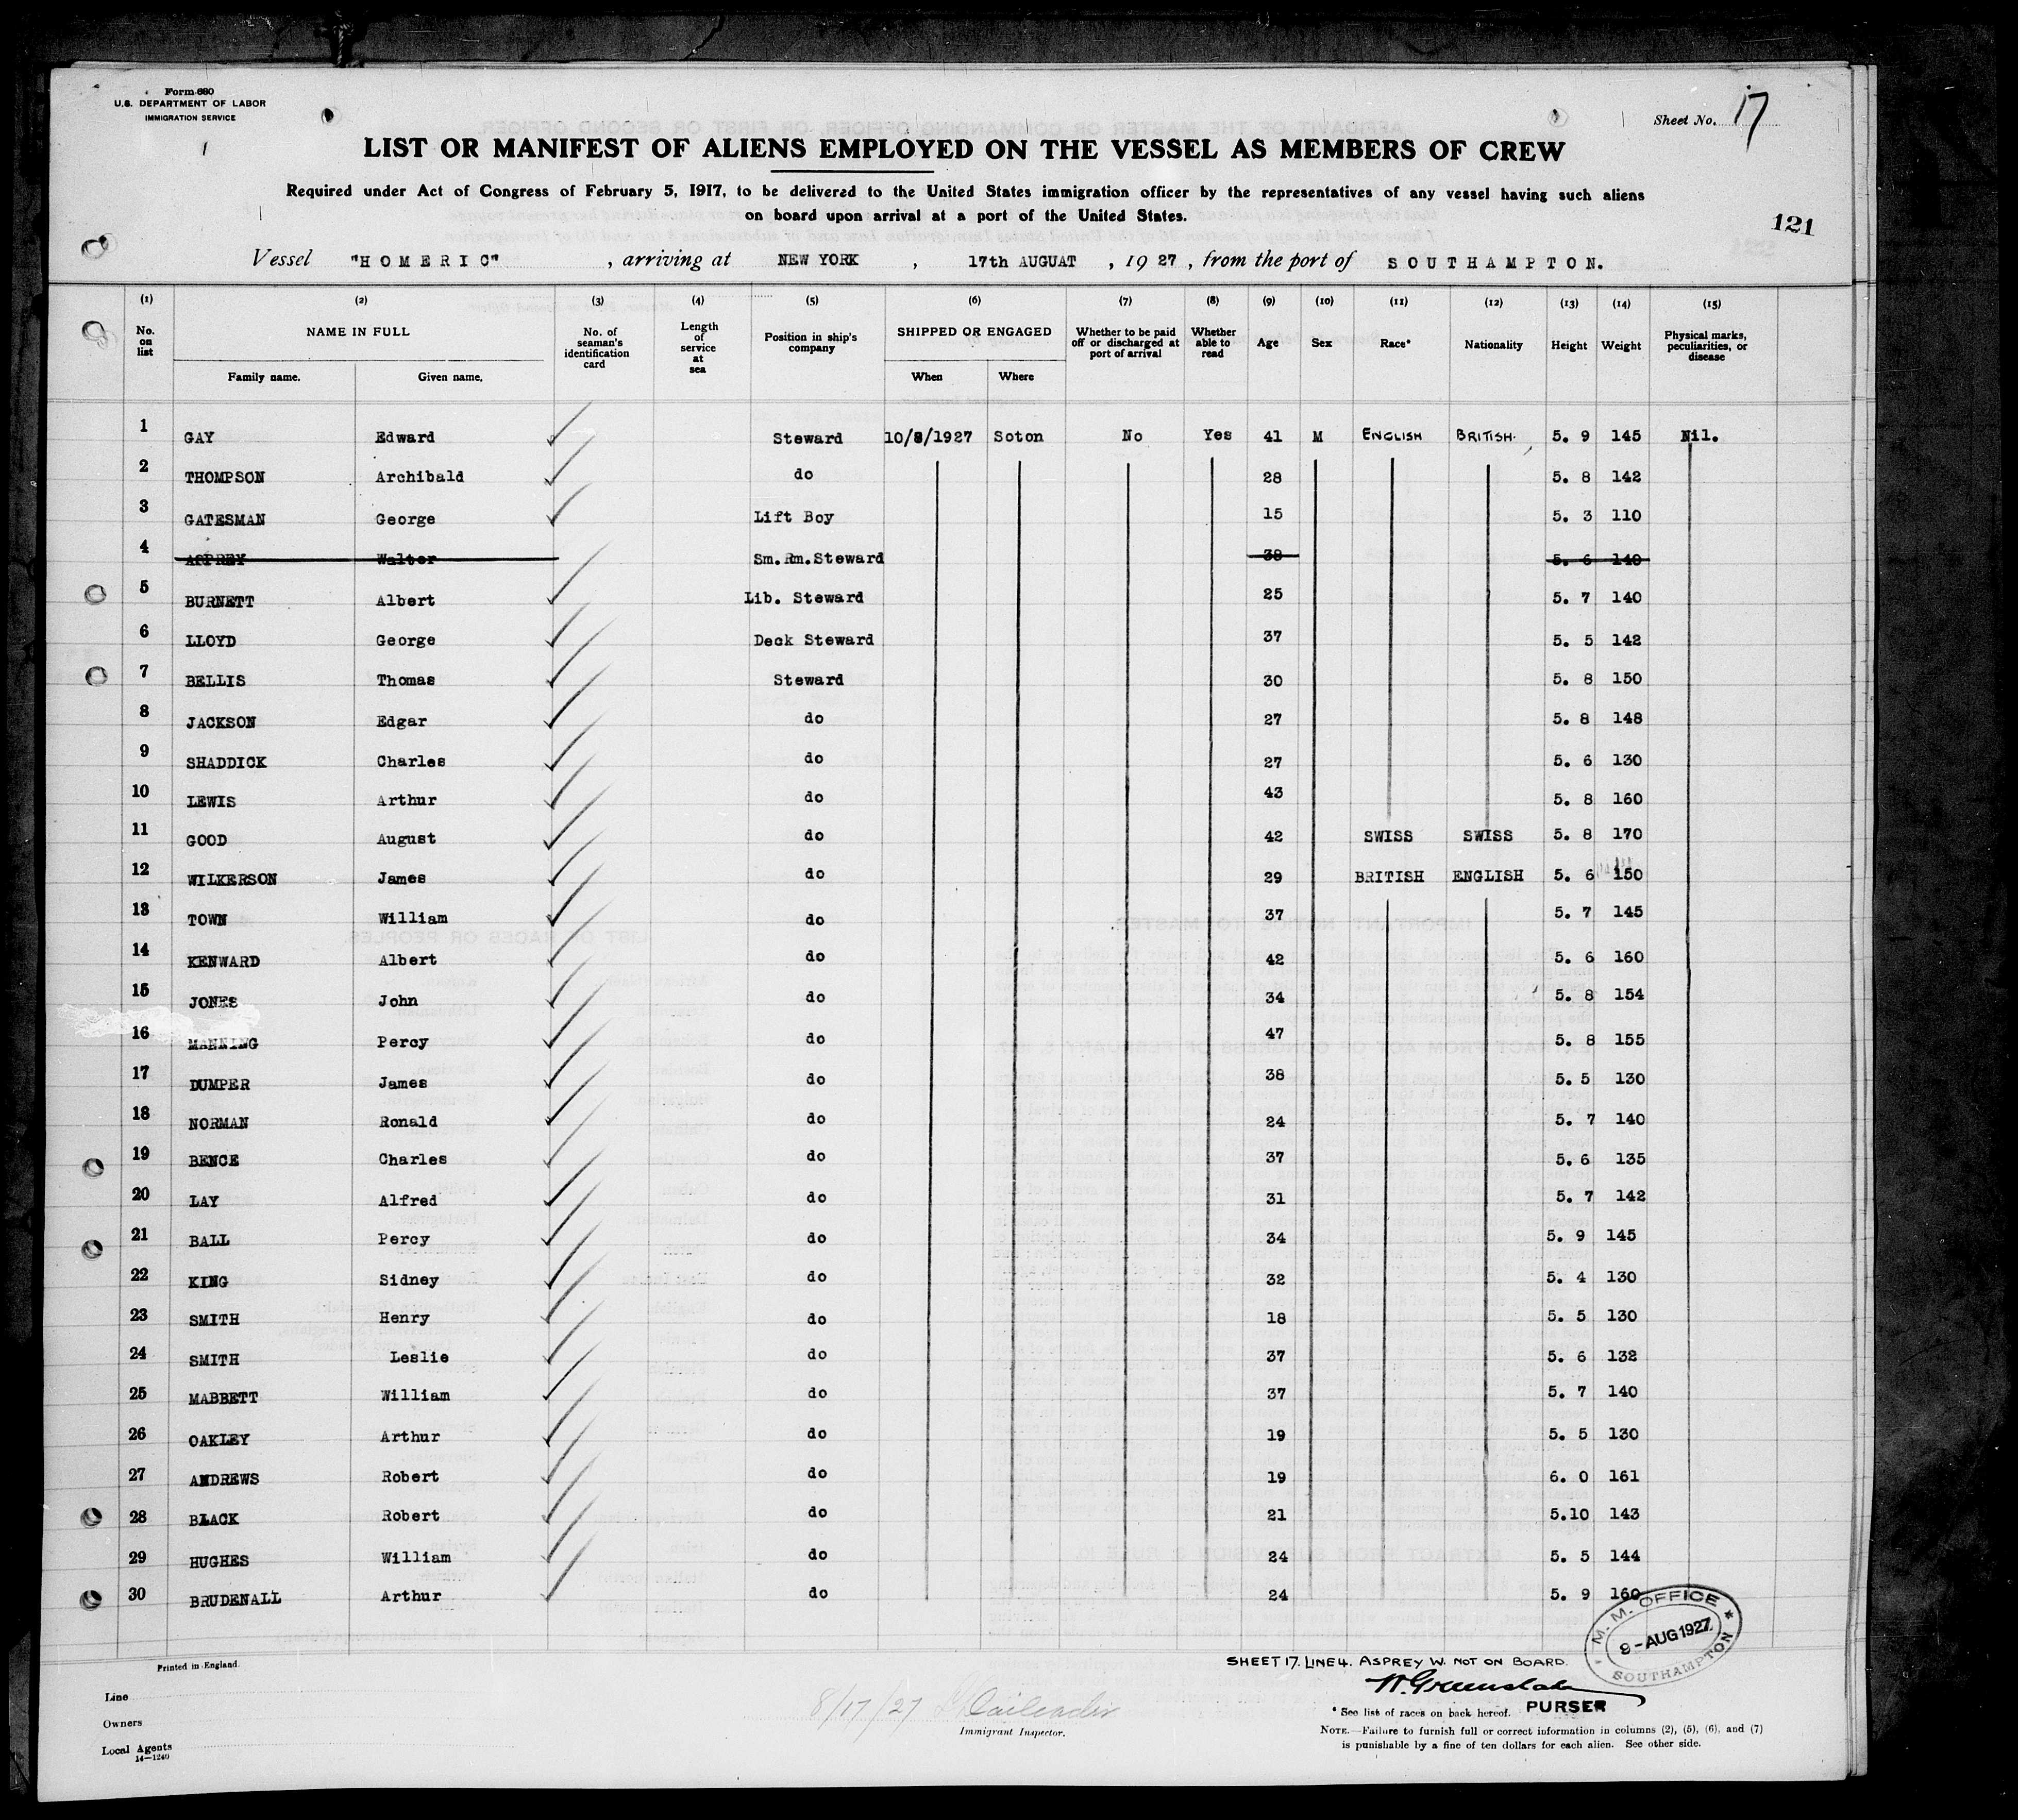 Form 680
U.S. DEPARTMENT OF LABOR
IMMIGRATION SERVICE
Sheet No. 17
LIST OR MANIFEST OF ALIENS EMPLOYED ON THE VESSEL AS MEMBERS OF CREW
Required under Act of Congress of February 5, 1917, to be delivered to the United States immigration officer by the representatives of any vessel having such aliens
on board upon arrival at a port of the United States.
121
Vessel "HOMERIC", arriving at NEW YORK, 17th AUGUAT, 1927, from the port of SOUTHAMPTON.
(1) (2) (3) (4) (5) (6) (7) (8) (9) (10) (11) (12) (13) (14) (15)
No. on list NAME IN FULL No. of seaman's identification card Length of service at sea Position in ship's company SHIPPED OR ENGAGED Whether to be paid off or discharged at port of arrival Whether able to read Age Sex Race* Nationality Height Weight Physical marks, peculiarities, or disease
Family name. Given name. When Where
1 GAY Edward Steward 10/8/1927 Soton No Yes 41 M ENGLISH BRITISH. 5. 9 145 Nil.
2 THOMPSON Archibald do 28 5. 8 142
3 GATESMAN George Lift Boy 15 5. 3 110
4 ASPREY Walter Sm.Rm.Steward 38 5. 6 140
5 BURNETT Albert Lib. Steward 25 5. 7 140
6 LLOYD George Deck Steward 37 5. 5 142
7 BELLIS Thomas Steward 30 5. 8 150
8 JACKSON Edgar do 27 5. 8 148
9 SHADDICK Charles do 27 5. 6 130
10 LEWIS Arthur do 43 5. 8 160
11 GOOD August do 42 SWISS SWISS 5. 8 170
12 WILKERSON James do 29 BRITISH ENGLISH 5. 6 150
13 TOWN William do 37 5. 7 145
14 KENWARD Albert do 42 5. 6 160
15 JONES John do 34 5. 8 154
16 MANNING Percy do 47 5. 8 155
17 DUMPER James do 38 5. 5 130
18 NORMAN Ronald do 24 5. 7 140
19 BENCE Charles do 37 5. 6 135
20 LAY Alfred do 31 5. 7 142
21 BALL Percy do 34 5. 9 145
22 KING Sidney do 32 5. 4 130
23 SMITH Henry do 18 5. 5 130
24 SMITH Leslie do 37 5. 6 132
25 MABBETT William do 37 5. 7 140
26 OAKLEY Arthur do 19 5. 5 130
27 ANDREWS Robert do 19 6. 0 161
28 BLACK Robert do 21 5.10 143
29 HUGHES William do 24 5. 5 144
30 BRUDENALL Arthur do 24 5. 9 160
M. M. OFFICE
9-AUG1927
SOUTHAMPTON
Printed in England.
SHEET 17. LINE 4. ASPREY W. NOT ON BOARD.
PURSER
Line
Owners
Local Agents
14-1240
8/17/27
Immigrant Inspector.
* See list of races on back hereof.
NOTE.—Failure to furnish full or correct information in columns (2), (5), (6), and (7)
is punishable by a fine of ten dollars for each alien. See other side.